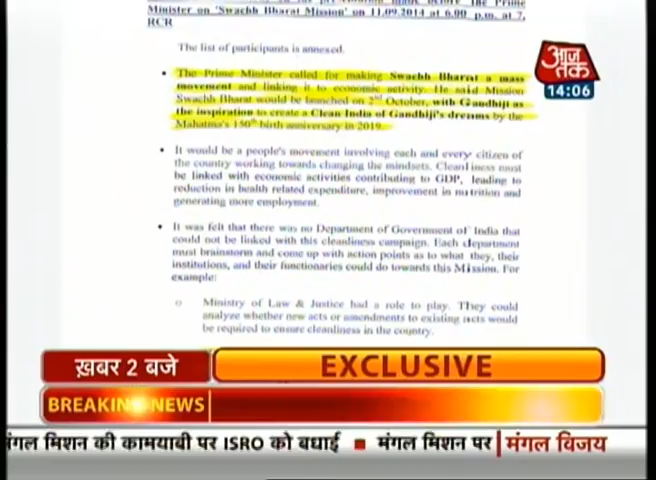 Minister on 'Swachh Bharat Mission' on 11.09.2014 at 6.00 p.m. at 7,
RCR
The list of participants is annexed.
• The Prime Minister called for making Swachh Bharat a mass
movement and linking it to economic activity. He said Mission
Swachh Bharat would be launched on 2nd October, with Gandhiji as
the inspiration to create a Clean India of Gandhiji's dreams by the
Mahatma's 150th birth anniversary in 2019.
• It would be a people's movement involving each and every citizen of
the country working towards changing the mindsets. Cleanliness must
be linked with economic activities contributing to GDP, leading to
reduction in health related expenditure, improvement in nutrition and
generating more employment.
• It was felt that there was no Department of Government of India that
could not be linked with this cleanliness campaign. Each department
must brainstorm and come up with action points as to what they, their
institutions, and their functionaries could do towards this Mission. For
example:
o Ministry of Law & Justice had a role to play. They could
analyze whether new acts or amendments to existing acts would
be required to ensure cleanliness in the country.
आज तक
14:06
ख़बर 2 बजे
EXCLUSIVE
BREAKING NEWS
मंगल मिशन की कामयाबी पर ISRO को बधाई ■ मंगल मिशन पर | मंगल विजय